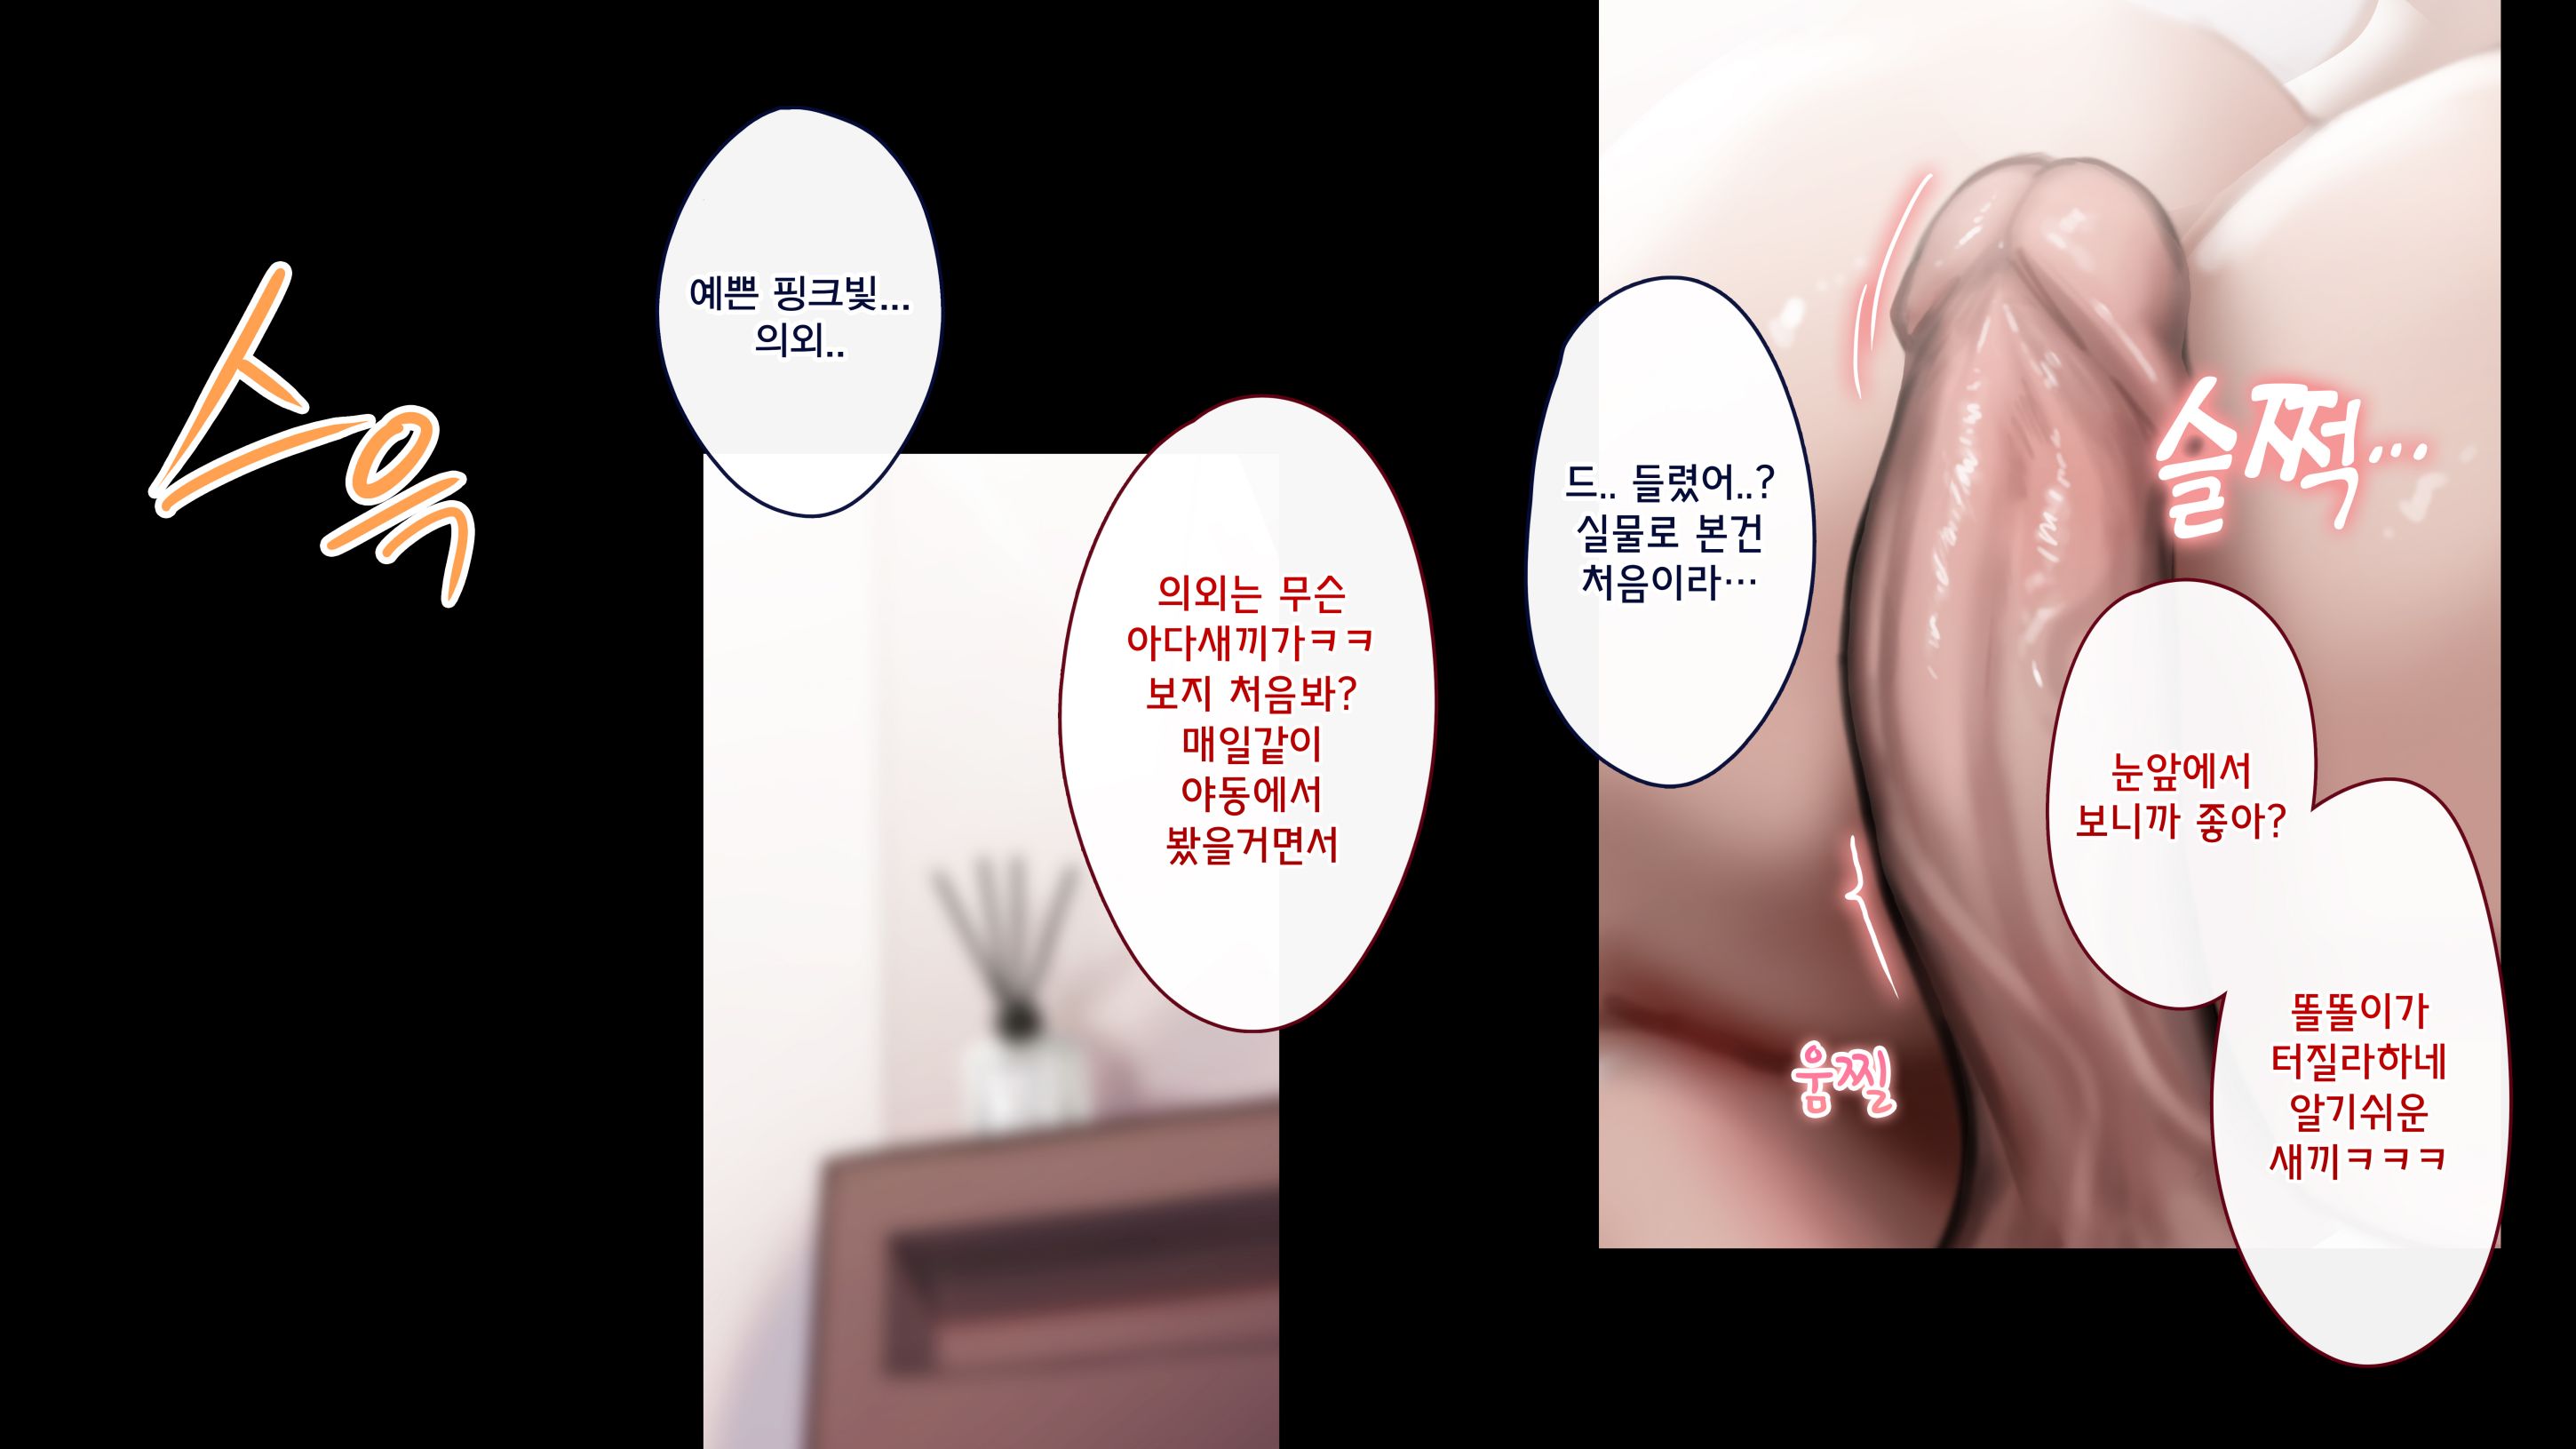 스윽
예쁜 핑크빛...
의외..
의외는 무슨
아다새끼가ㅋㅋ
보지 처음봐?
매일같이
야동에서
봤을거면서
드.. 들렸어..?
실물로 본건
처음이라…
슬쩍...
눈앞에서
보니까 좋아?
똘똘이가
터질라하네
알기쉬운
새끼ㅋㅋㅋ
움찔